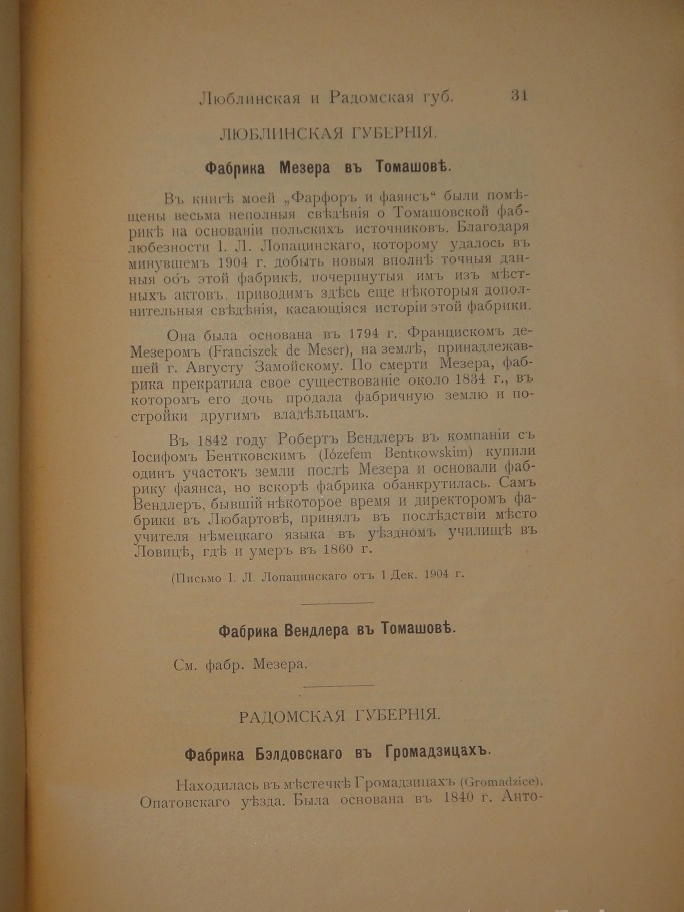 Люблинская и Радомская губ. 31
ЛЮБЛИНСКАЯ ГУБЕРНІЯ.
Фабрика Мезера въ Томашовѣ.
Въ книгѣ моей „Фарфоръ и фаянсъ“ были помѣ-
щены весьма неполныя свѣдѣнія о Томашовской фаб-
рикѣ на основаніи польскихъ источниковъ. Благодаря
любезности I. Л. Лопацинскаго, которому удалось въ
минувшемъ 1904 г. добыть новыя вполнѣ точныя дан-
ныя объ этой фабрикѣ, почерпнутыя имъ изъ мѣст-
ныхъ актовъ, приводимъ здѣсь еще нѣкоторыя допол-
нительныя свѣдѣнія, касающіяся исторіи этой фабрики.
Она была основана въ 1794 г. Францискомъ де-
Мезеромъ (Franciszek de Meser), на землѣ, принадлежав-
шей г. Августу Замойскому. По смерти Мезера, фаб-
рика прекратила свое существованіе около 1834 г., въ
которомъ его дочь продала фабричную землю и по-
стройки другимъ владѣльцамъ.
Въ 1842 году Робертъ Вендлеръ въ компаніи съ
Іосифомъ Бентковскимъ (Iózefem Bentkowskim) купили
одинъ участокъ земли послѣ Мезера и основали фаб-
рику фаянса, но вскорѣ фабрика обанкрутилась. Самъ
Вендлеръ, бывшій нѣкоторое время и директоромъ фа-
брики въ Любартовѣ, принялъ въ послѣдствіи мѣсто
учителя нѣмецкаго языка въ уѣздномъ училищѣ въ
Ловицѣ, гдѣ и умеръ въ 1860 г.
(Письмо I. Л. Лопацинскаго отъ 1 Дек. 1904 г.
Фабрика Вендлера въ Томашовѣ.
См. фабр. Мезера.
РАДОМСКАЯ ГУБЕРНІЯ.
Фабрика Бэлдовскаго въ Громадзицахъ.
Находилась въ мѣстечкѣ Громадзицахъ (Gromadzice),
Опатовскаго уѣзда. Была основана въ 1840 г. Анто-